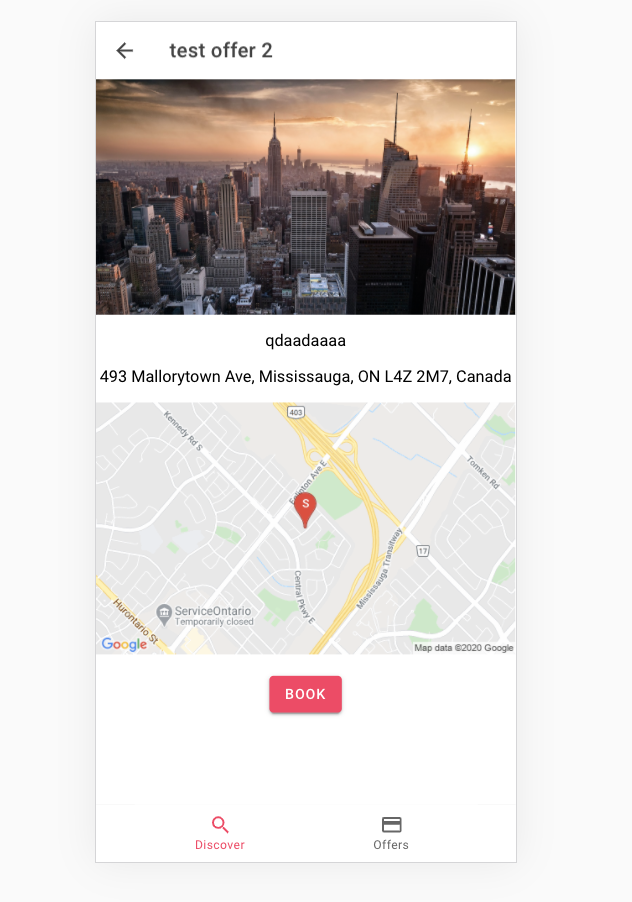 test offer 2
qdaadaaaa
493 Mallorytown Ave, Mississauga, ON L4Z 2M7, Canada
403
Kennedy Rd S
Eglinton Ave E
Tomken Rd
S
17
Mississauga Transitway
Central Pkwy E
Hurontario St
ServiceOntario
Temporarily closed
Google
Map data ©2020 Google
BOOK
Discover
Offers